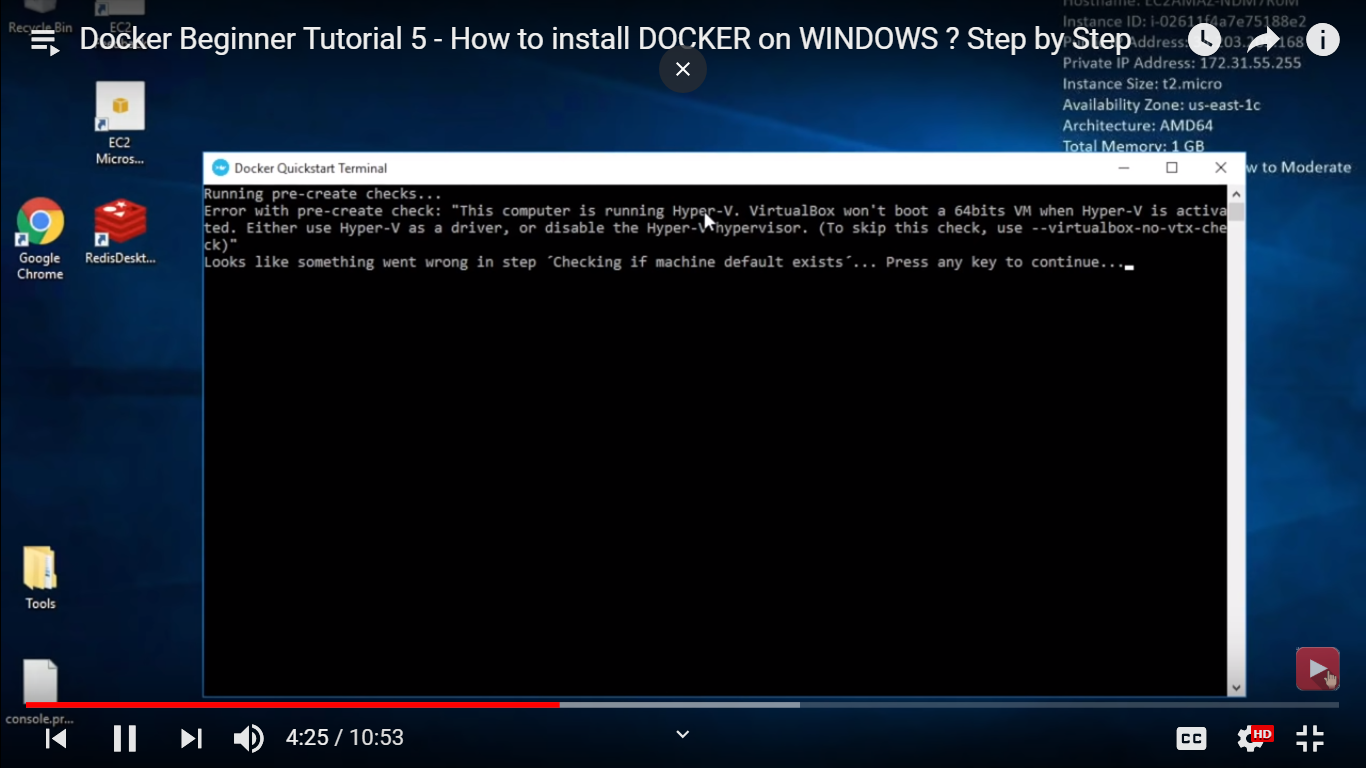 Recycle Bin
EC2
Hostname: EC2AMAZ-NDM7R0M
Docker Beginner Tutorial 5 - How to install DOCKER on WINDOWS ? Step by Step
Instance ID: i-02611f4a7e75188e2
Address:
Private IP Address: 172.31.55.255
Instance Size: t2.micro
Availability Zone: us-east-1c
Architecture: AMD64
Total Memory: 1 GB
w to Moderate
EC2
Micros...
Google
Chrome
RedisDeskt...
Tools
console.pr...
Docker Quickstart Terminal
Running pre-create checks...
Error with pre-create check: "This computer is running Hyper-V. VirtualBox won't boot a 64bits VM when Hyper-V is activa
ted. Either use Hyper-V as a driver, or disable the Hyper-V hypervisor. (To skip this check, use --virtualbox-no-vtx-che
ck)"
Looks like something went wrong in step ´Checking if machine default exists´... Press any key to continue..._
4:25 / 10:53
CC
HD